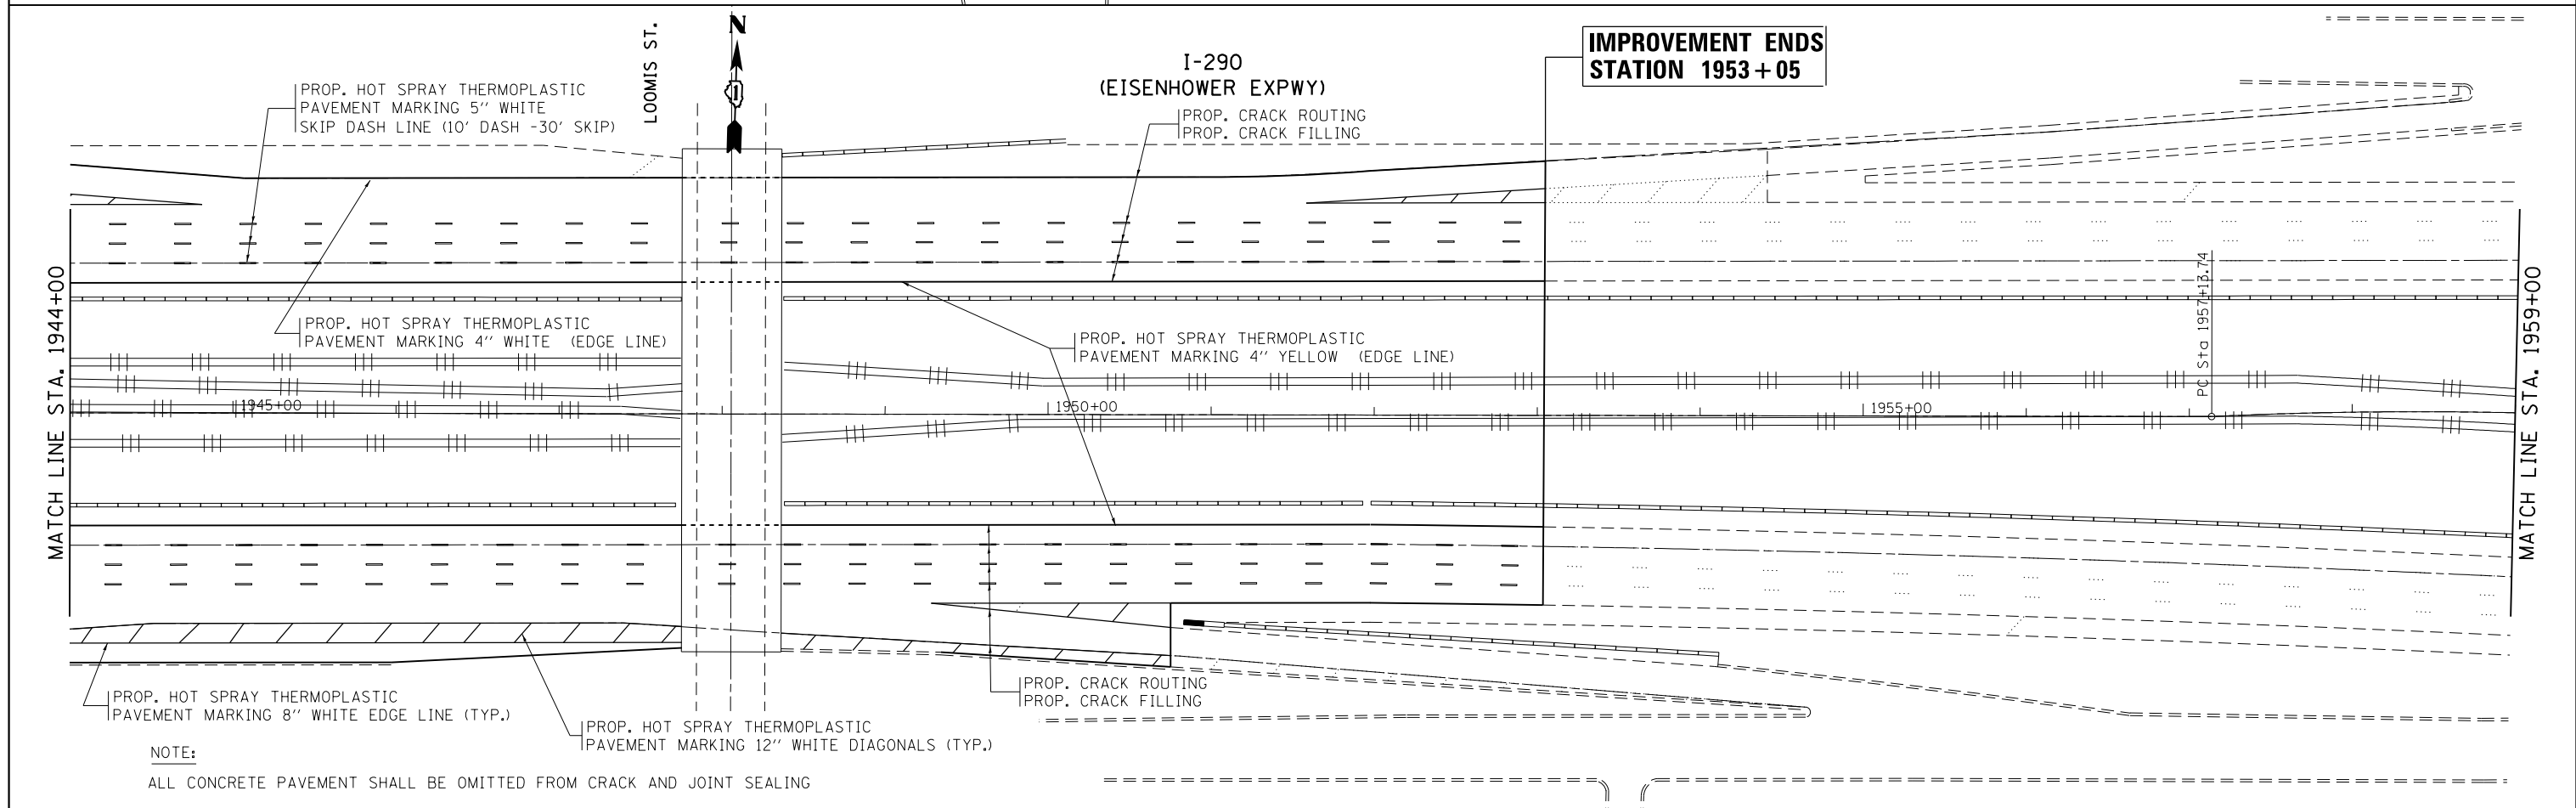 LOOMIS ST.
N
1
I-290
(EISENHOWER EXPWY)
IMPROVEMENT ENDS
STATION 1953+05
PROP. HOT SPRAY THERMOPLASTIC
PAVEMENT MARKING 5" WHITE
SKIP DASH LINE (10' DASH -30' SKIP)
PROP. CRACK ROUTING
PROP. CRACK FILLING
MATCH LINE STA. 1944+00
PROP. HOT SPRAY THERMOPLASTIC
PAVEMENT MARKING 4" WHITE (EDGE LINE)
PROP. HOT SPRAY THERMOPLASTIC
PAVEMENT MARKING 4" YELLOW (EDGE LINE)
PC Sta 1957+13.74
MATCH LINE STA. 1959+00
1945+00
1950+00
1955+00
PROP. HOT SPRAY THERMOPLASTIC
PAVEMENT MARKING 8" WHITE EDGE LINE (TYP.)
PROP. HOT SPRAY THERMOPLASTIC
PAVEMENT MARKING 12" WHITE DIAGONALS (TYP.)
PROP. CRACK ROUTING
PROP. CRACK FILLING
NOTE:
ALL CONCRETE PAVEMENT SHALL BE OMITTED FROM CRACK AND JOINT SEALING